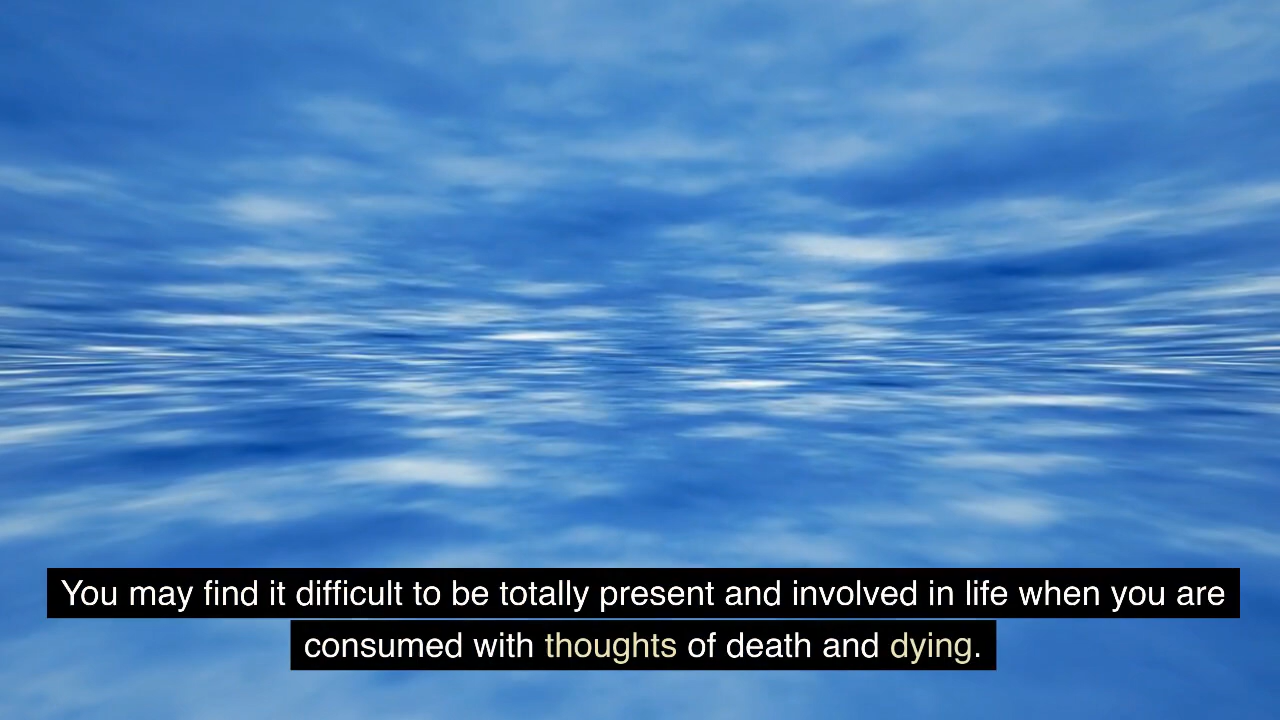 You may find it difficult to be totally present and involved in life when you are
consumed with thoughts of death and dying.